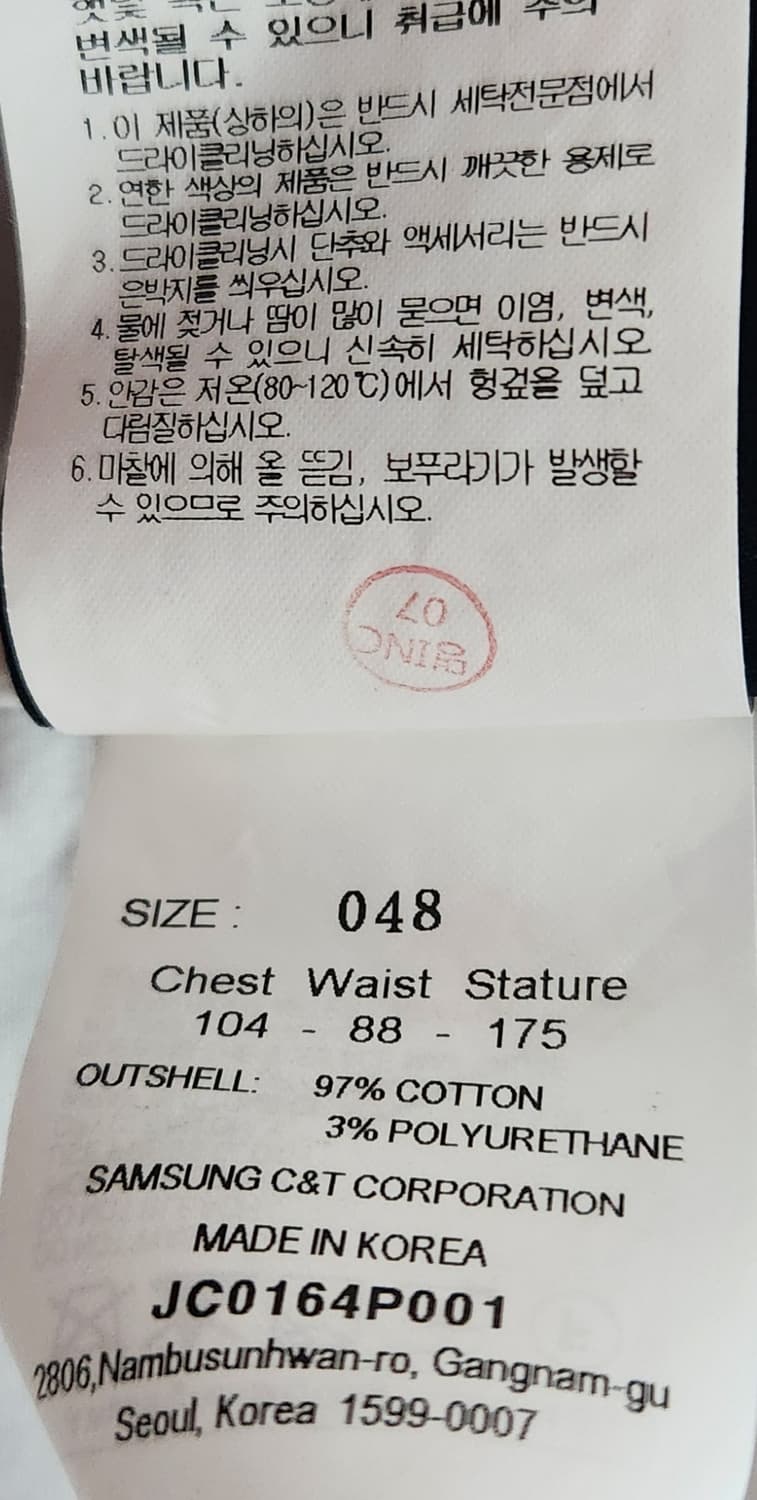 변색될 수 있으니 취급에 주의
바랍니다.
1.이 제품(상하의)은 반드시 세탁전문점에서
드라이클리닝하십시오.
2.연한 색상의 제품은 반드시 깨끗한 용제로
드라이클리닝하십시오.
3.드라이클리닝시 단추와 액세서리는 반드시
은박지를 씌우십시오.
4.물에 젖거나 땀이 많이 묻으면 이염, 변색,
탈색될 수 있으니 신속히 세탁하십시오
5.안감은 저온(80~120℃)에서 헝겊을 덮고
다림질하십시오.
6.마찰에 의해 올 뜯김, 보푸라기가 발생할
수 있으므로 주의하십시오.
07
SIZE : 048
Chest Waist Stature
104 - 88 - 175
OUTSHELL: 97% COTTON
3% POLYURETHANE
SAMSUNG C&T CORPORATION
MADE IN KOREA
JC0164P001
2806,Nambusunhwan-ro, Gangnam-gu
Seoul, Korea 1599-0007